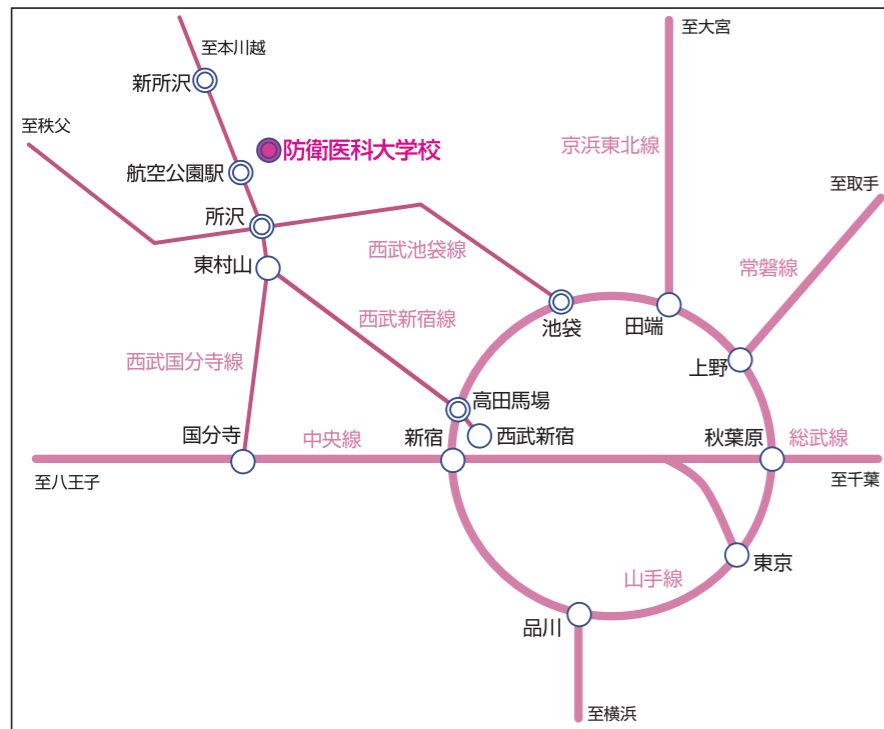 至本川越
至大宮
新所沢
至秩父
防衛医科大学校
京浜東北線
航空公園駅
至取手
所沢
西武池袋線
常磐線
東村山
西武新宿線
池袋
田端
西武国分寺線
上野
高田馬場
国分寺
中央線
新宿
西武新宿
秋葉原
総武線
至八王子
至千葉
東京
山手線
品川
至横浜